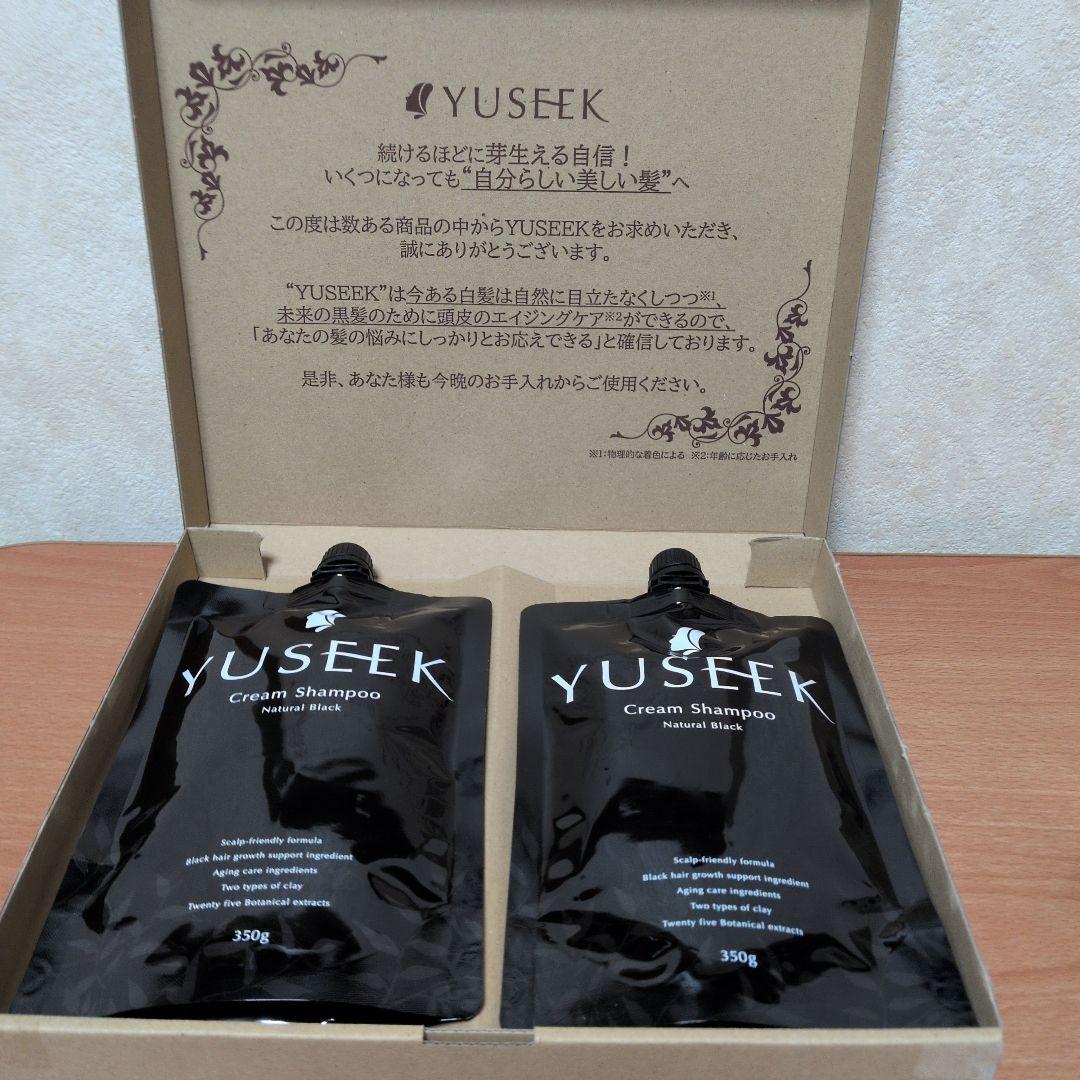 YUSEEK
続けるほどに芽生える自信！
いくつになっても“自分らしい美しい髪”へ
この度は数ある商品の中からYUSEEKをお求めいただき、
誠にありがとうございます。
“YUSEEK”は今ある白髪は自然に目立たなくしつつ※1、
未来の黒髪のために頭皮のエイジングケア※2ができるので、
「あなたの髪の悩みにしっかりとお応えできる」と確信しております。
是非、あなた様も今晩のお手入れからご使用ください。
※1:物理的な着色による ※2:年齢に応じたお手入れ
YUSEEK
Cream Shampoo
Natural Black
Scalp-friendly formula
Black hair growth support ingredient
Aging care ingredients
Two types of clay
Twenty five Botanical extracts
350g
YUSEEK
Cream Shampoo
Natural Black
Scalp-friendly formula
Black hair growth support ingredient
Aging care ingredients
Two types of clay
Twenty five Botanical extracts
350g